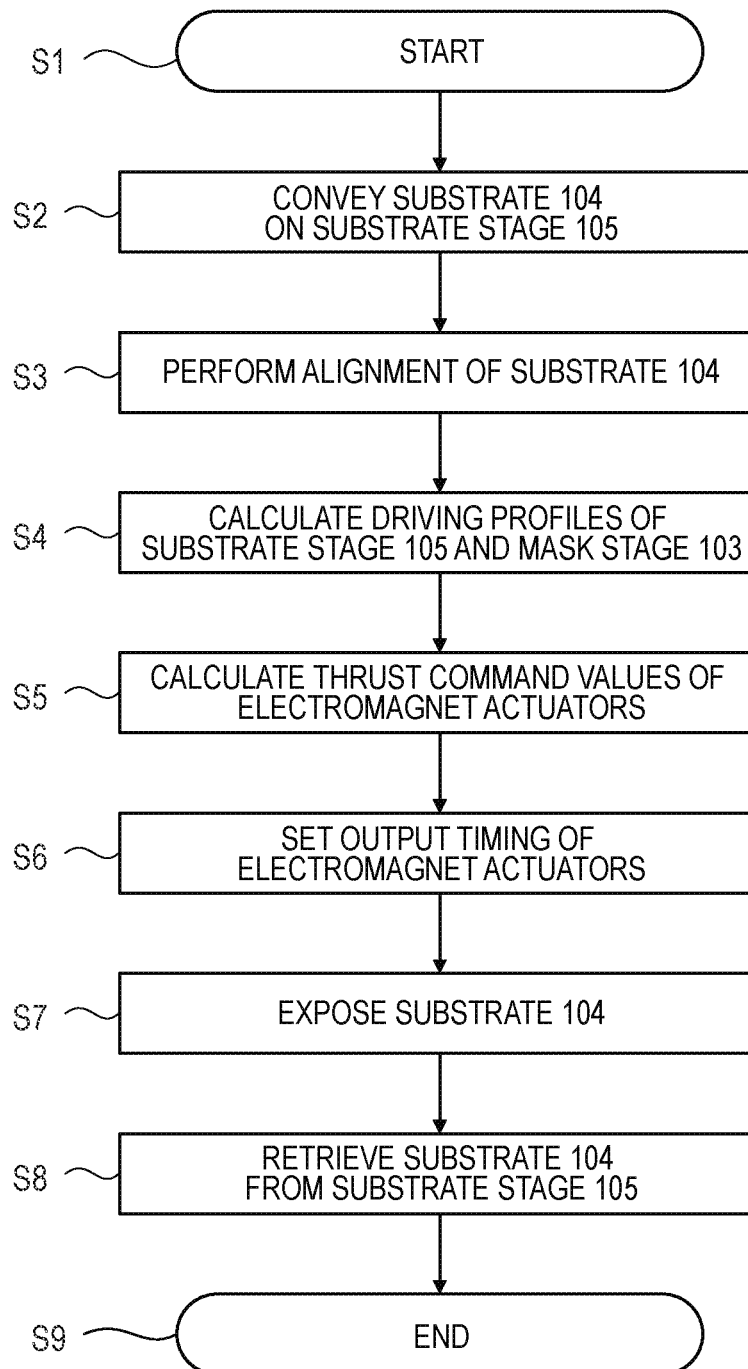 S1
START
S2
CONVEY SUBSTRATE 104
ON SUBSTRATE STAGE 105
S3
PERFORM ALIGNMENT OF SUBSTRATE 104
S4
CALCULATE DRIVING PROFILES OF
SUBSTRATE STAGE 105 AND MASK STAGE 103
S5
CALCULATE THRUST COMMAND VALUES OF
ELECTROMAGNET ACTUATORS
S6
SET OUTPUT TIMING OF
ELECTROMAGNET ACTUATORS
S7
EXPOSE SUBSTRATE 104
S8
RETRIEVE SUBSTRATE 104
FROM SUBSTRATE STAGE 105
S9
END